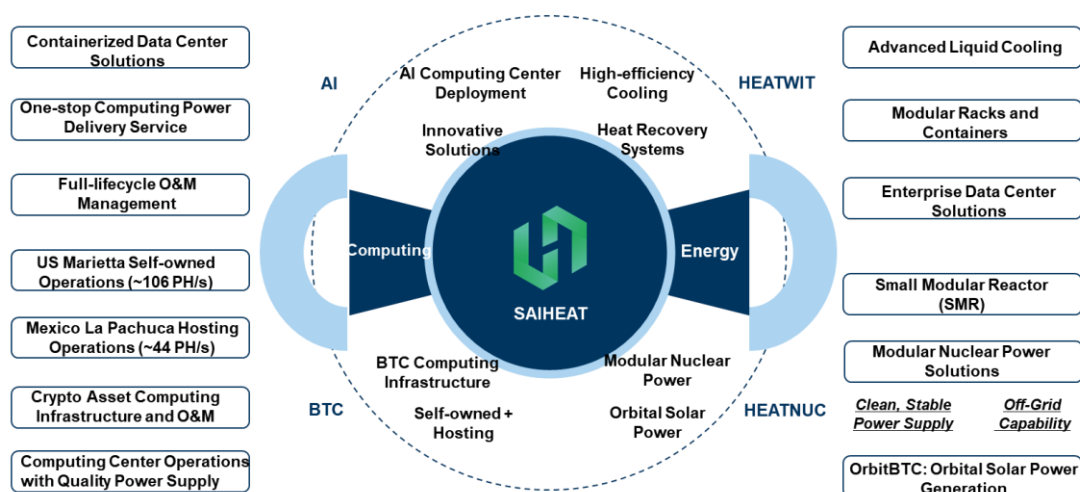 Containerized Data Center
Solutions
One-stop Computing Power
Delivery Service
Full-lifecycle O&M
Management
US Marietta Self-owned
Operations (~106 PH/s)
Mexico La Pachuca Hosting
Operations (~44 PH/s)
Crypto Asset Computing
Infrastructure and O&M
Computing Center Operations
with Quality Power Supply
AI
BTC
AI Computing Center
Deployment
High-efficiency
Cooling
Innovative
Solutions
Heat Recovery
Systems
Computing
SAIHEAT
Energy
BTC Computing
Infrastructure
Modular Nuclear
Power
Self-owned +
Hosting
Orbital Solar
Power
HEATWIT
HEATNUC
Advanced Liquid Cooling
Modular Racks and
Containers
Enterprise Data Center
Solutions
Small Modular Reactor
(SMR)
Modular Nuclear Power
Solutions
Clean, Stable
Power Supply
Off-Grid
Capability
OrbitBTC: Orbital Solar Power
Generation